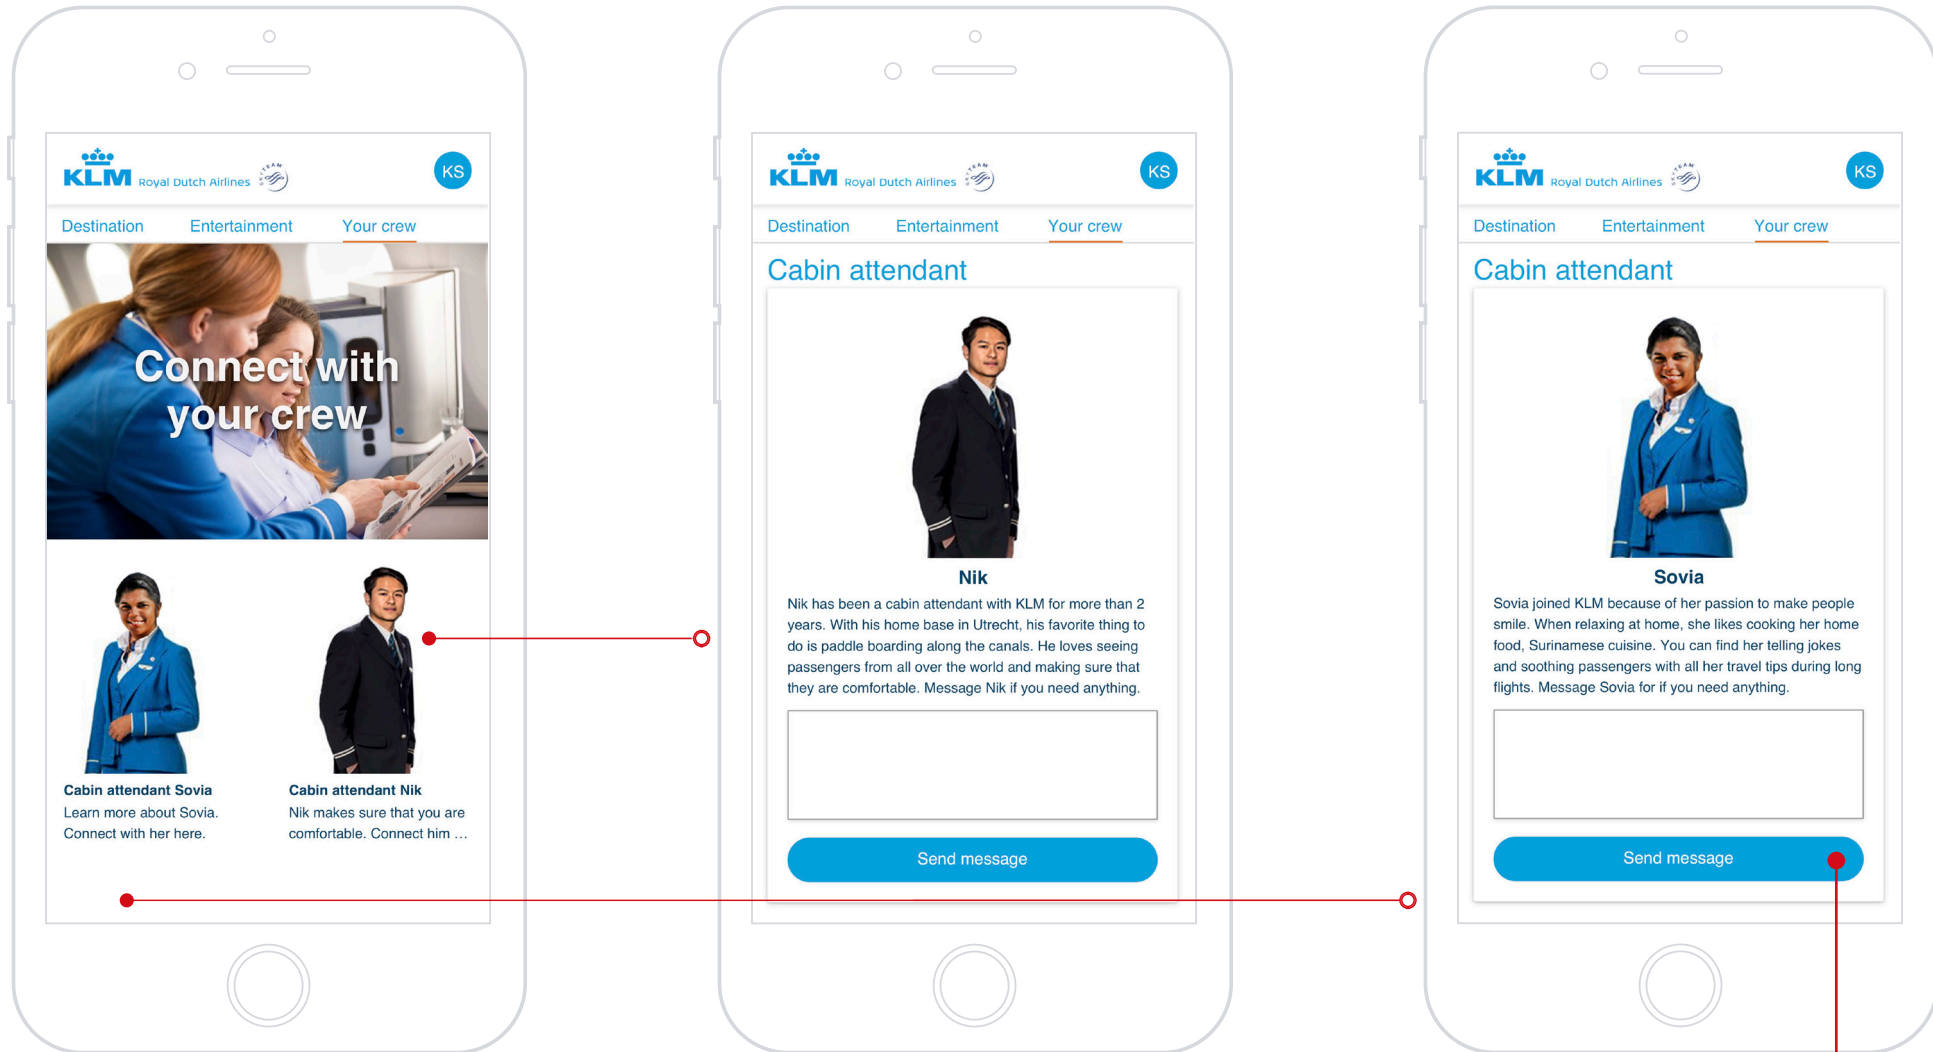 KLM Royal Dutch Airlines SKYTEAM
KS
Destination Entertainment Your crew
Connect with
your crew
Cabin attendant Sovia
Learn more about Sovia.
Connect with her here.
Cabin attendant Nik
Nik makes sure that you are
comfortable. Connect him ...
KLM Royal Dutch Airlines SKYTEAM
KS
Destination Entertainment Your crew
Cabin attendant
Nik
Nik has been a cabin attendant with KLM for more than 2
years. With his home base in Utrecht, his favorite thing to
do is paddle boarding along the canals. He loves seeing
passengers from all over the world and making sure that
they are comfortable. Message Nik if you need anything.
Send message
KLM Royal Dutch Airlines SKYTEAM
KS
Destination Entertainment Your crew
Cabin attendant
Sovia
Sovia joined KLM because of her passion to make people
smile. When relaxing at home, she likes cooking her home
food, Surinamese cuisine. You can find her telling jokes
and soothing passengers with all her travel tips during long
flights. Message Sovia for if you need anything.
Send message